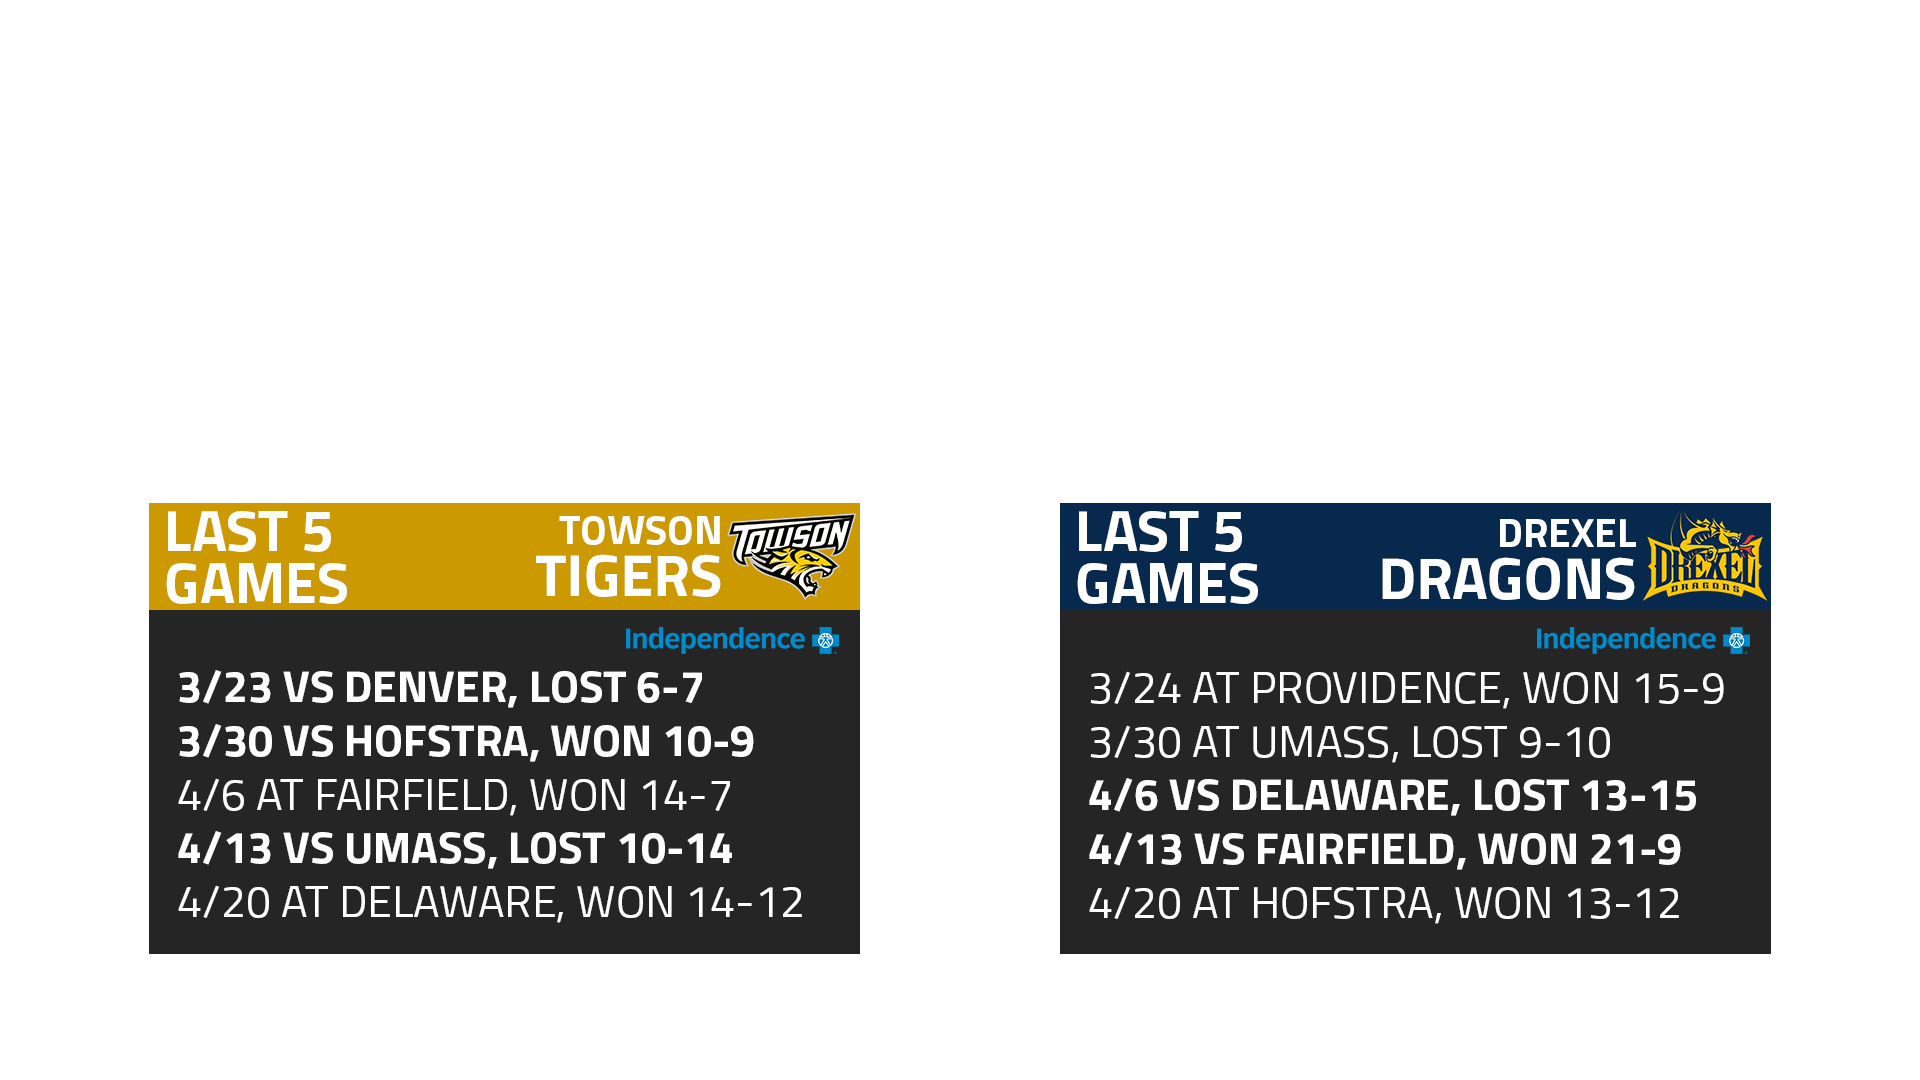 LAST 5
GAMES
TOWSON
TIGERS
TOWSON
Independence
3/23 VS DENVER, LOST 6-7
3/30 VS HOFSTRA, WON 10-9
4/6 AT FAIRFIELD, WON 14-7
4/13 VS UMASS, LOST 10-14
4/20 AT DELAWARE, WON 14-12
LAST 5
GAMES
DREXEL
DRAGONS
DREXEL
DRAGONS
Independence
3/24 AT PROVIDENCE, WON 15-9
3/30 AT UMASS, LOST 9-10
4/6 VS DELAWARE, LOST 13-15
4/13 VS FAIRFIELD, WON 21-9
4/20 AT HOFSTRA, WON 13-12